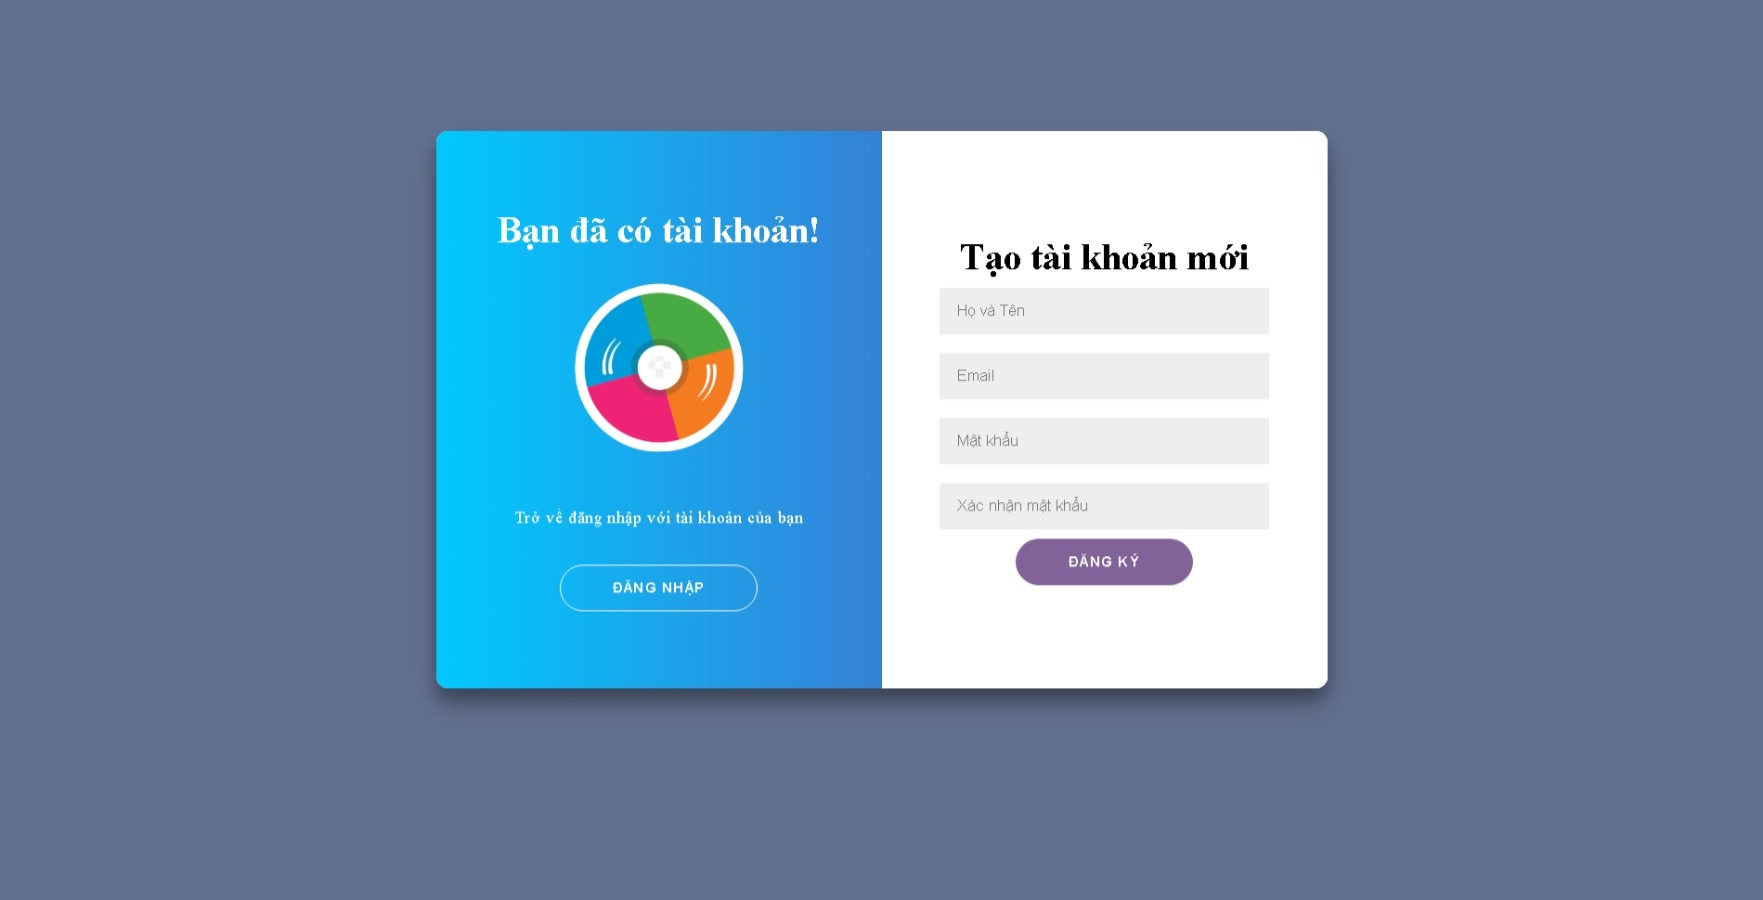 Bạn đã có tài khoản!
Trở về đăng nhập với tài khoản của bạn
ĐĂNG NHẬP
Tạo tài khoản mới
Họ và Tên
Email
Mật khẩu
Xác nhận mật khẩu
ĐĂNG KÝ